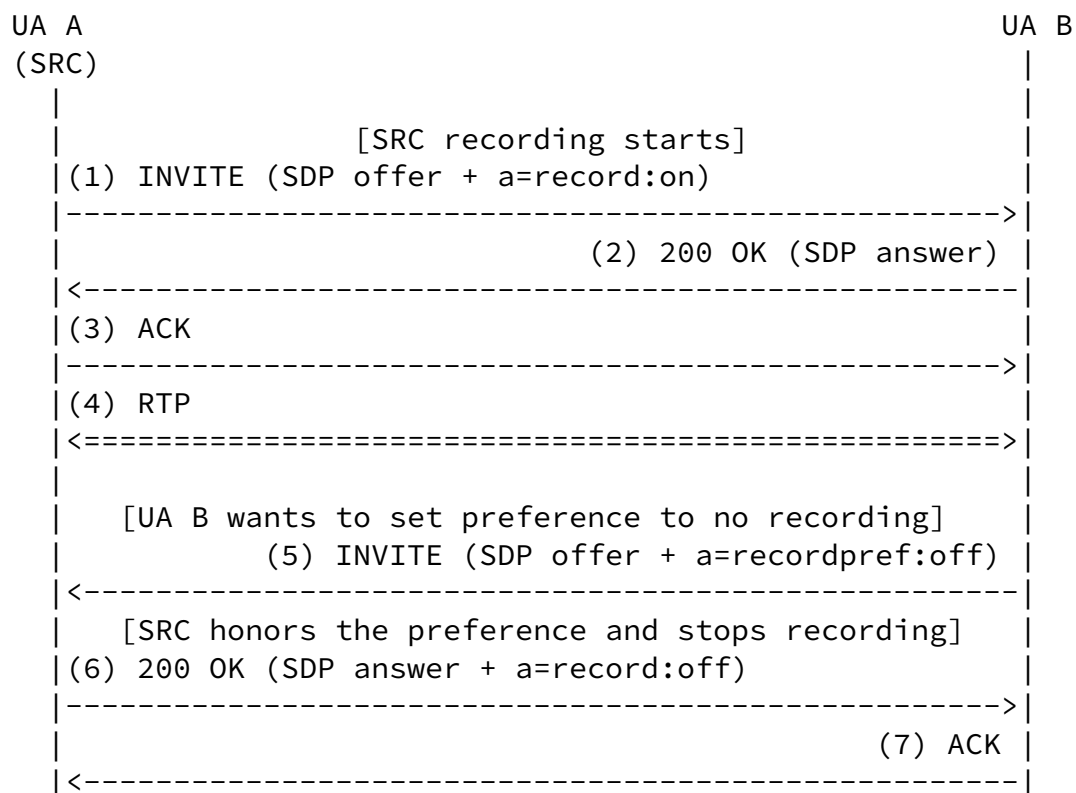 UA A UA B
(SRC)
[SRC recording starts]
(1) INVITE (SDP offer + a=record:on)
(2) 200 OK (SDP answer)
(3) ACK
(4) RTP
[UA B wants to set preference to no recording]
(5) INVITE (SDP offer + a=recordpref:off)
[SRC honors the preference and stops recording]
(6) 200 OK (SDP answer + a=record:off)
(7) ACK